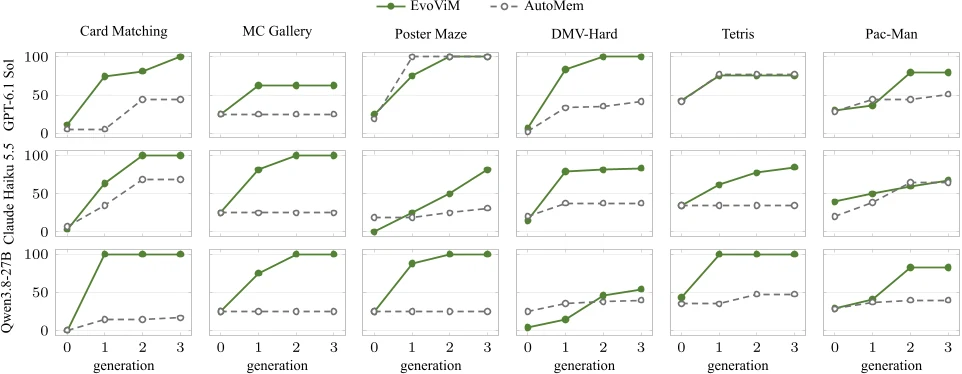 EvoViM AutoMem
Card Matching MC Gallery Poster Maze DMV-Hard Tetris Pac-Man
GPT-6.1 Sol
100
50
0
Claude Haiku 5.5
100
50
0
Qwen3.8-27B
100
50
0
0 1 2 3 0 1 2 3 0 1 2 3 0 1 2 3 0 1 2 3 0 1 2 3
generation generation generation generation generation generation